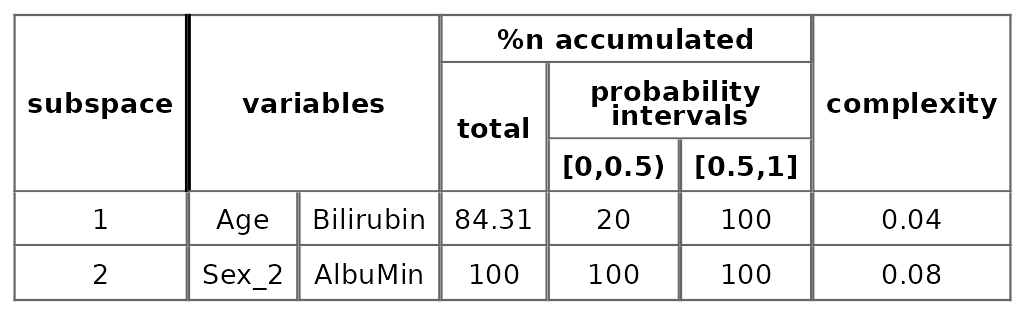 %n accumulated
subspace variables total probability intervals complexity
[0,0.5) [0.5,1]
1 Age Bilirubin 84.31 20 100 0.04
2 Sex_2 AlbuMin 100 100 100 0.08